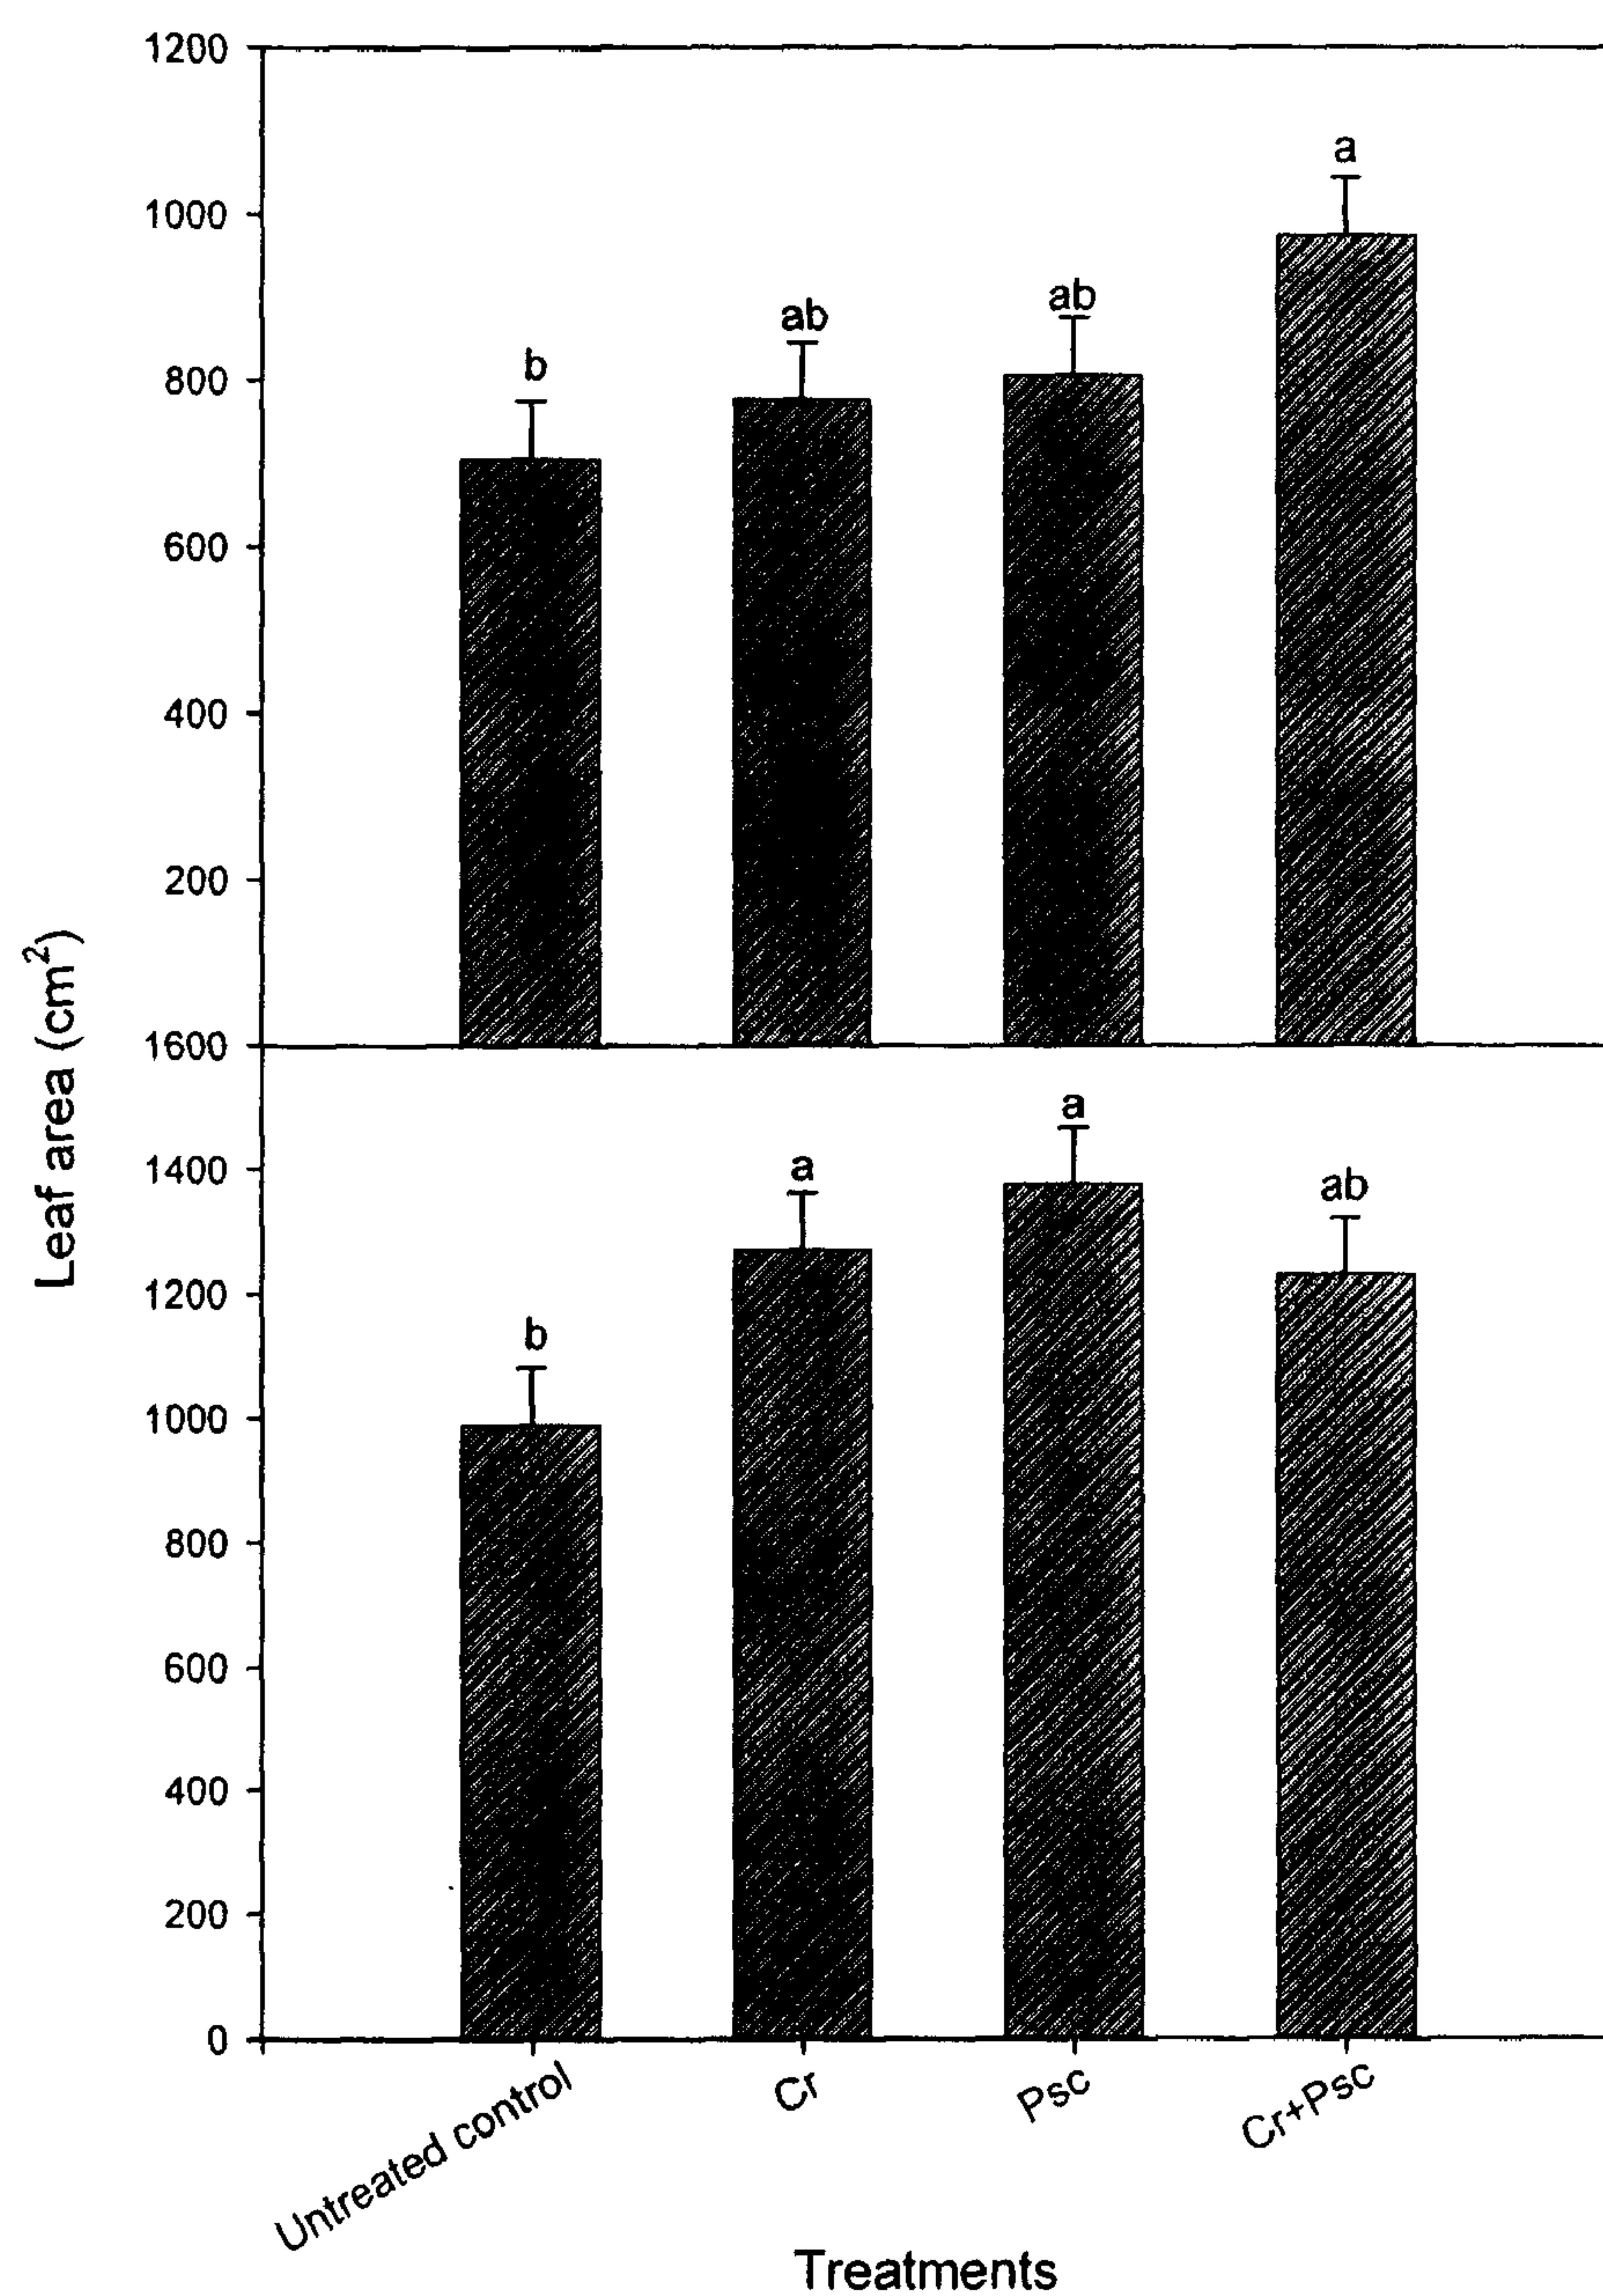 1200
a
1000
ab
ab
b
800
600
400
200
Leaf area (cm²)
1600
a
1400
a
ab
1200
b
1000
800
600
400
200
0
Untreated control
Cr
Psc
Cr+Psc
Treatments